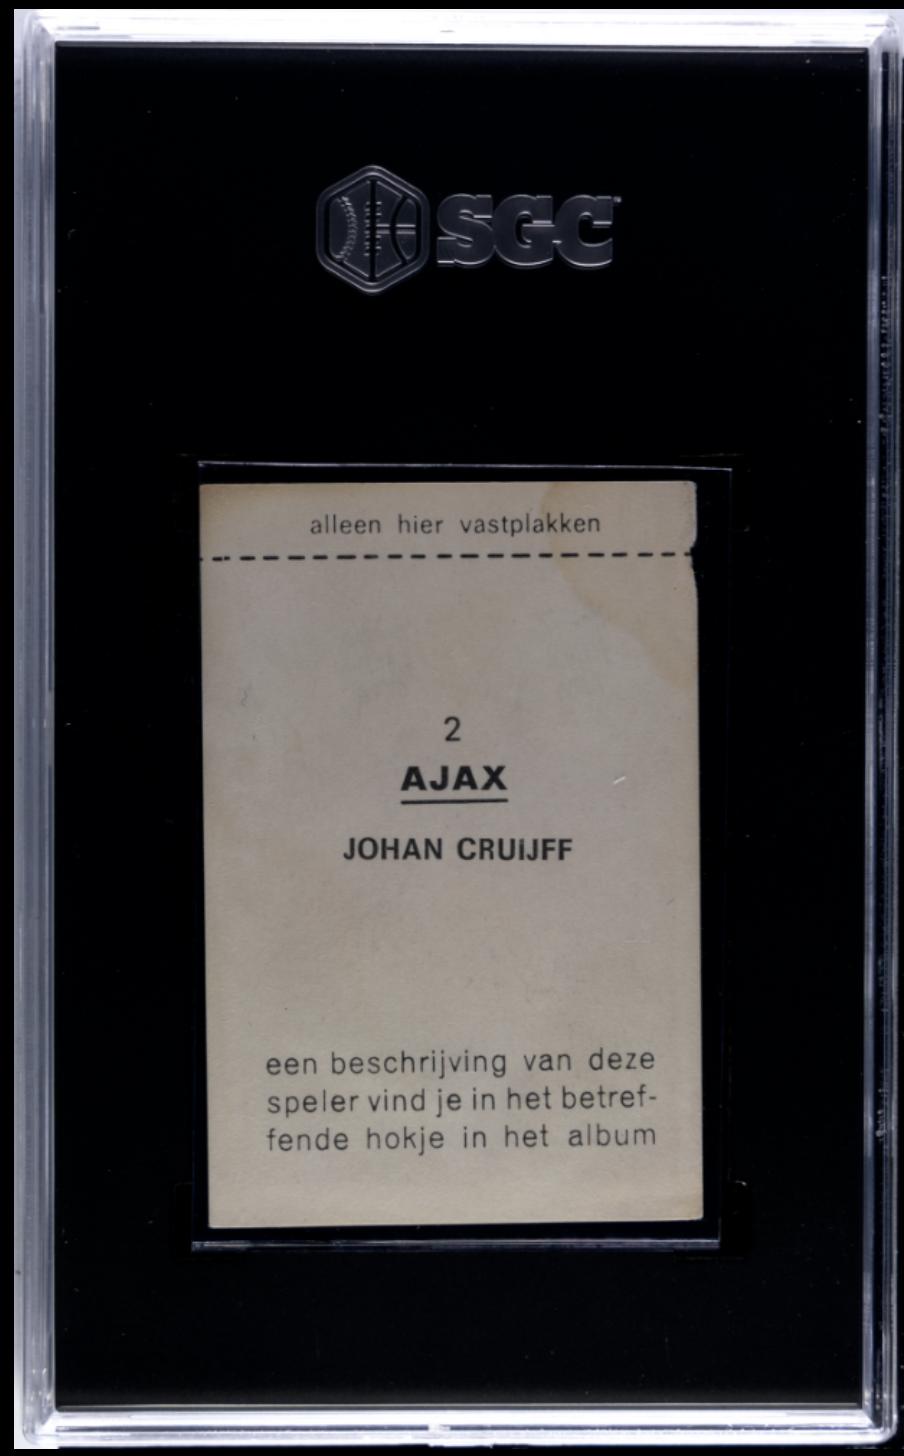 SGC
alleen hier vastplakken
2
AJAX
JOHAN CRUIJFF
een beschrijving van deze
speler vind je in het betref-
fende hokje in het album